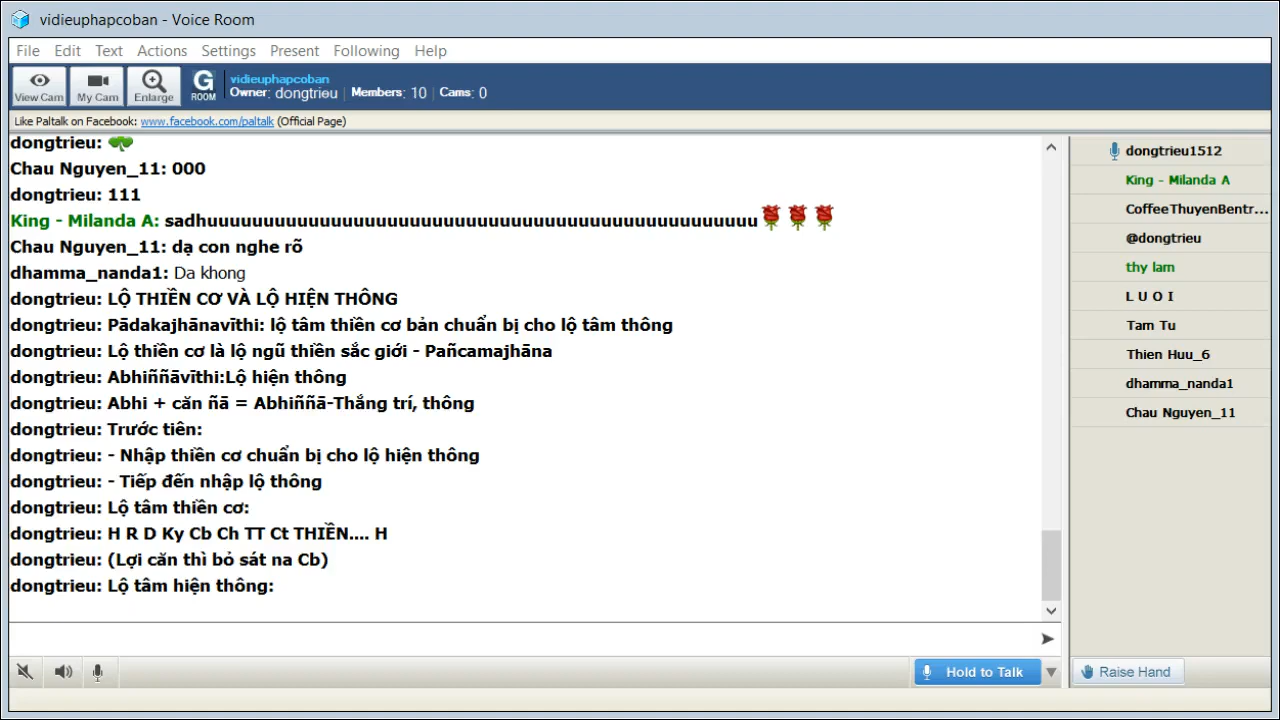 vidieuphapcoban - Voice Room
File Edit Text Actions Settings Present Following Help
View Cam My Cam Enlarge G ROOM
vidieuphapcoban
Owner: dongtrieu | Members: 10 | Cams: 0
Like Paltalk on Facebook: www.facebook.com/paltalk (Official Page)
dongtrieu:
Chau Nguyen_11: 000
dongtrieu: 111
King - Milanda A: sadhuuuuuuuuuuuuuuuuuuuuuuuuuuuuuuuuuuuuuuuuuuuuuuuuu
Chau Nguyen_11: dạ con nghe rõ
dhamma_nanda1: Da khong
dongtrieu: LỘ THIỀN CƠ VÀ LỘ HIỆN THÔNG
dongtrieu: Pādakajhānavīthi: lộ tâm thiền cơ bản chuẩn bị cho lộ tâm thông
dongtrieu: Lộ thiền cơ là lộ ngũ thiền sắc giới - Pañcamajhāna
dongtrieu: Abhiññāvīthi:Lộ hiện thông
dongtrieu: Abhi + căn ñā = Abhiññā-Thắng trí, thông
dongtrieu: Trước tiên:
dongtrieu: - Nhập thiền cơ chuẩn bị cho lộ hiện thông
dongtrieu: - Tiếp đến nhập lộ thông
dongtrieu: Lộ tâm thiền cơ:
dongtrieu: H R D Ky Cb Ch TT Ct THIỀN.... H
dongtrieu: (Lợi căn thì bỏ sát na Cb)
dongtrieu: Lộ tâm hiện thông:
dongtrieu1512
King - Milanda A
CoffeeThuyenBentr...
@dongtrieu
thy lam
L U O I
Tam Tu
Thien Huu_6
dhamma_nanda1
Chau Nguyen_11
Hold to Talk
Raise Hand